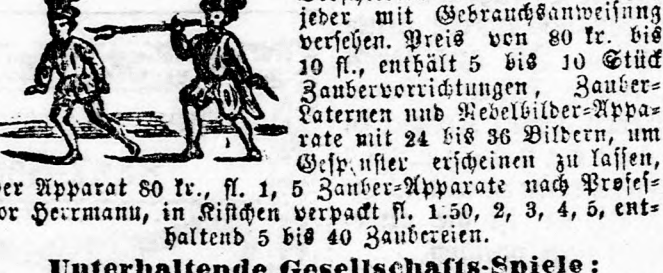 jeder mit Gebrauchsanweisung
versehen. Preis von 80 kr. bis
10 fl., enthält 5 bis 10 Stück
Zaubervorrichtungen, Zauber=
Laternen und Nebelbilder=Appa=
rate mit 24 bis 36 Bildern, um
Gespenster erscheinen zu lassen,
er Apparat 80 kr., fl. 1, 5 Zauber=Apparate nach Profes=
or Herrmann, in Kistchen verpackt fl. 1.50, 2, 3, 4, 5, ent=
haltend 5 bis 40 Zaubereien.
Unterhaltende Gesellschafts-Spiele: